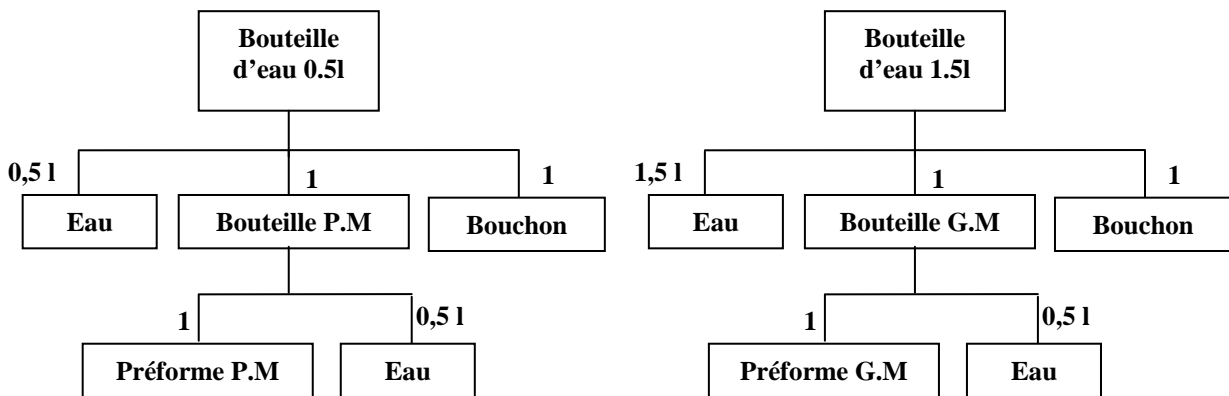 Bouteille
d'eau 0.5l
0,5 l
1
1
Eau
Bouteille P.M
Bouchon
1
0,5 l
Préforme P.M
Eau
Bouteille
d'eau 1.5l
1,5 l
1
1
Eau
Bouteille G.M
Bouchon
1
0,5 l
Préforme G.M
Eau